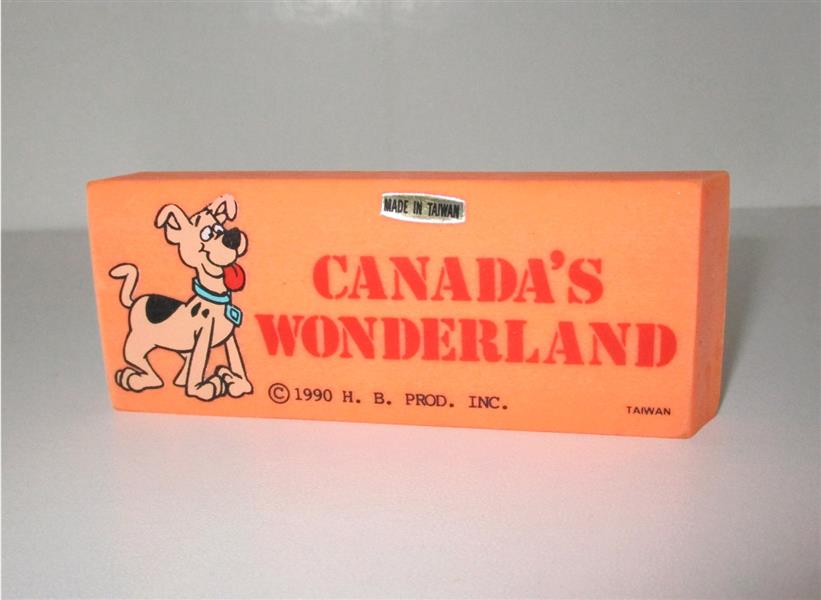 MADE IN TAIWAN
CANADA'S
WONDERLAND
© 1990 H. B. PROD. INC.
TAIWAN